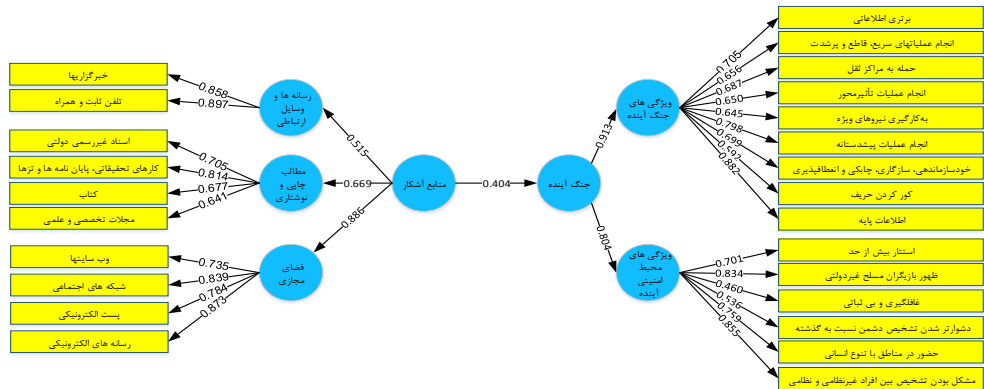 برتری اطلاعاتی
انجام عملیاتهای سریع، قاطع و پرشدت
حمله به مراکز ثقل
انجام عملیات تأثیرمحور
به‌کارگیری نیروهای ویژه
انجام عملیات پیشدستانه
خودسازماندهی، سازگاری، چابکی و انعطافپذیری
کور کردن حریف
اطلاعات پایه
0.705
0.656
0.687
0.650
0.645
0.798
0.699
0.592
0.882
ویژگی های
جنگ آینده
0.913
استتار بیش از حد
ظهور بازیگران مسلح غیردولتی
غافلگیری و بی ثباتی
دشوارتر شدن تشخیص دشمن نسبت به گذشته
حضور در مناطق با تنوع انسانی
مشکل بودن تشخیص بین افراد غیرنظامی و نظامی
0.701
0.834
0.460
0.536
0.759
0.855
ویژگی های
محیط
امنیتی
آینده
0.804
جنگ آینده
0.404
منابع آشکار
0.515
0.669
0.886
رسانه ها و
وسایل
ارتباطی
0.858
0.897
خبرگزاریها
تلفن ثابت و همراه
مطالب
چاپی و
نوشتاری
0.705
0.814
0.677
0.641
اسناد غیررسمی دولتی
کارهای تحقیقاتی، پایان نامه ها و تزها
کتاب
مجلات تخصصی و علمی
فضای
مجازی
0.735
0.839
0.784
0.873
وب سایتها
شبکه های اجتماعی
پست الکترونیکی
رسانه های الکترونیکی